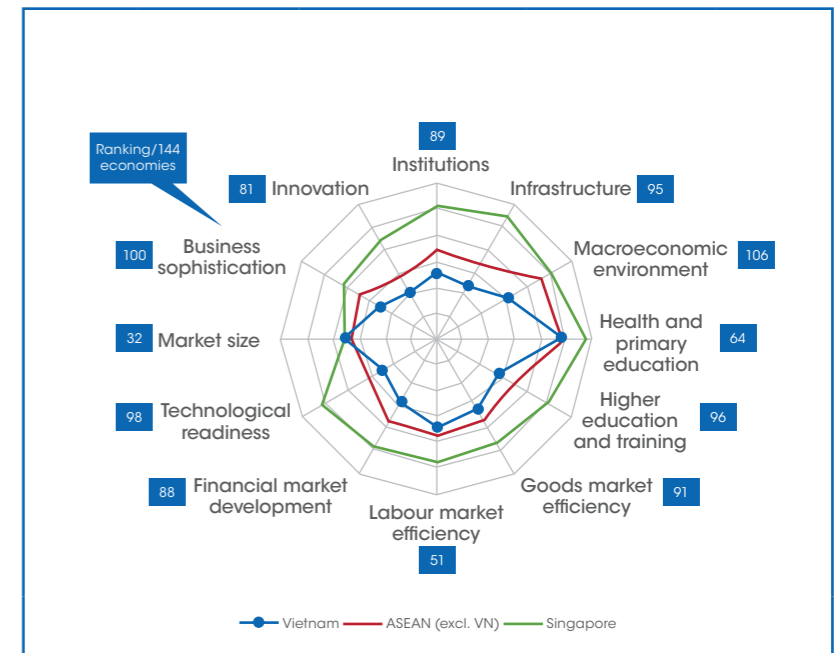 Ranking/144
economies
89
Institutions
81
Innovation
Infrastructure
95
100
Business
sophistication
Macroeconomic
environment
106
32
Market size
Health and
primary
education
64
98
Technological
readiness
Higher
education
and training
96
88
Financial market
development
Goods market
efficiency
91
Labour market
efficiency
51
Vietnam
ASEAN (excl. VN)
Singapore